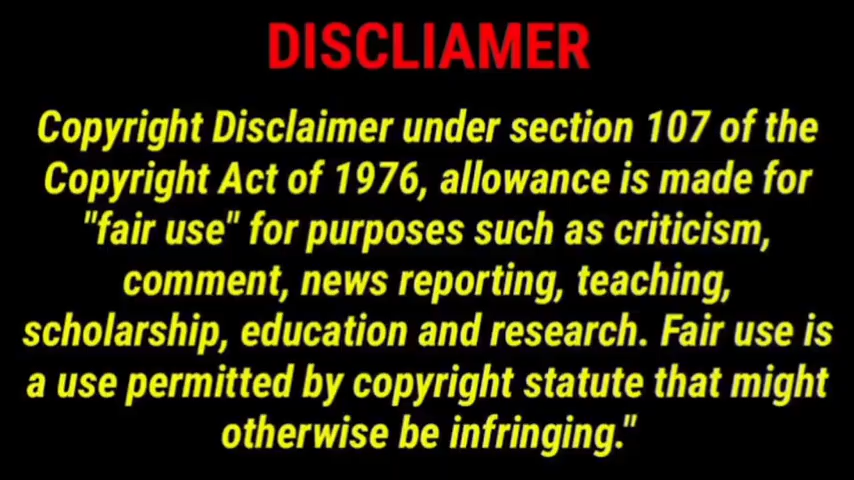 DISCLIAMER
Copyright Disclaimer under section 107 of the
Copyright Act of 1976, allowance is made for
"fair use" for purposes such as criticism,
comment, news reporting, teaching,
scholarship, education and research. Fair use is
a use permitted by copyright statute that might
otherwise be infringing."